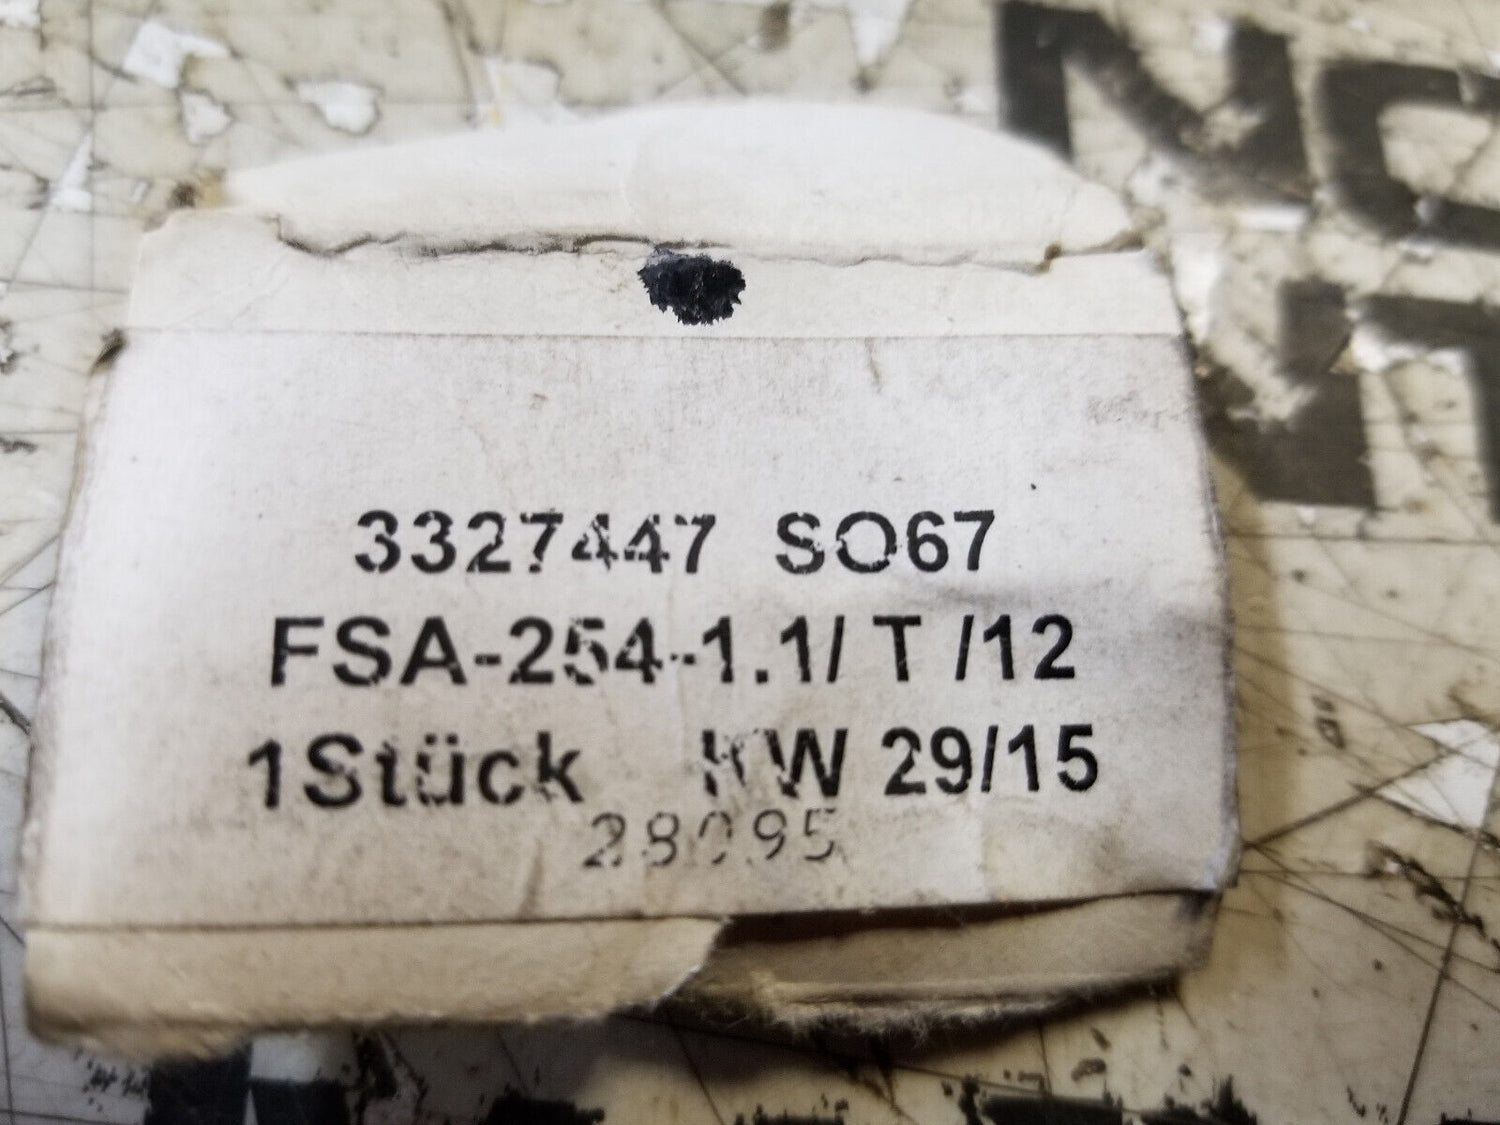 3327447 SO67
FSA-254-1.1/ T /12
1Stück KW 29/15
28095